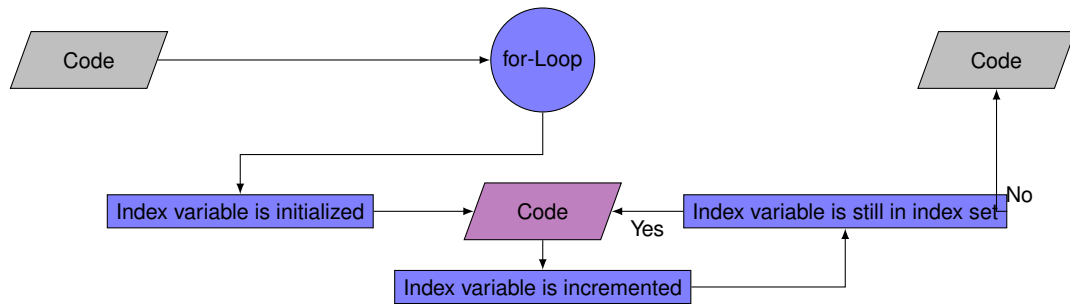 Code
for-Loop
Code
Index variable is initialized
Code
Yes
Index variable is still in index set
No
Index variable is incremented